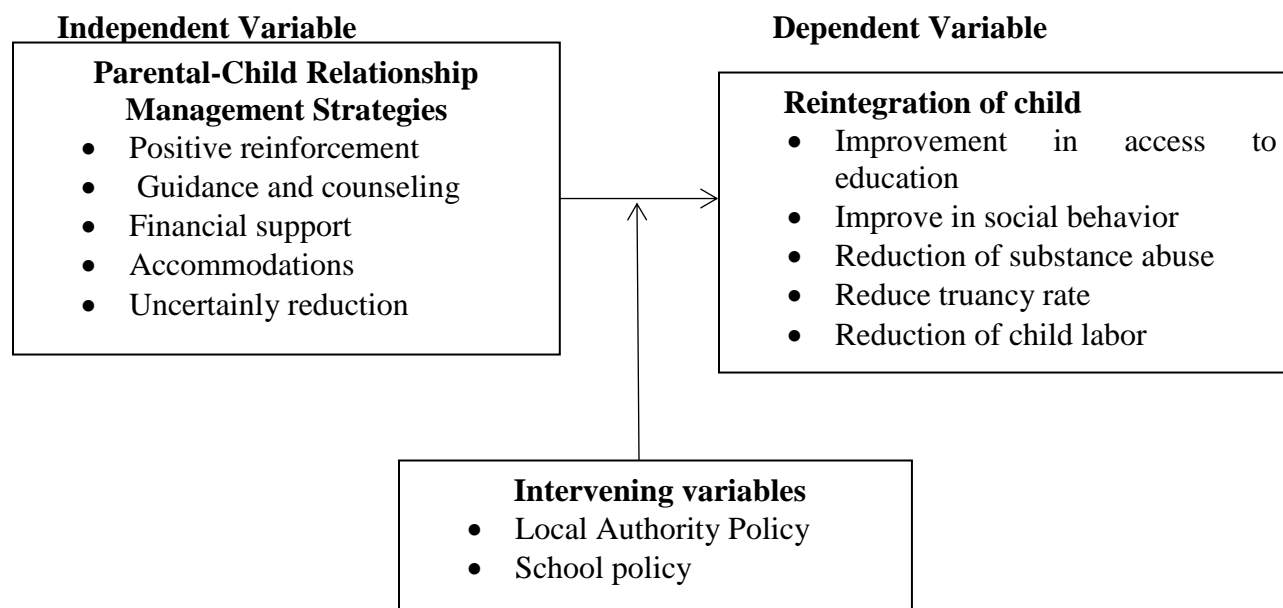 Independent Variable
Dependent Variable
Parental-Child Relationship
Management Strategies
• Positive reinforcement
• Guidance and counseling
• Financial support
• Accommodations
• Uncertainly reduction
Reintegration of child
• Improvement in access to
education
• Improve in social behavior
• Reduction of substance abuse
• Reduce truancy rate
• Reduction of child labor
Intervening variables
• Local Authority Policy
• School policy